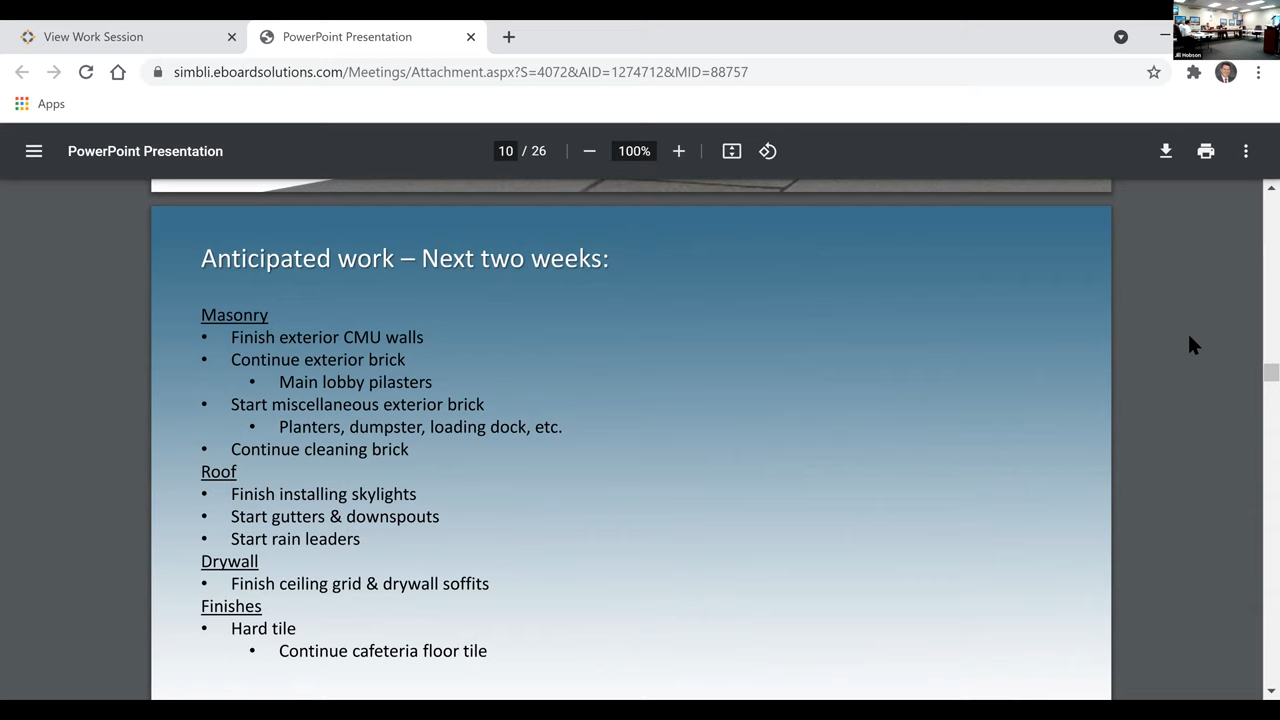 View Work Session
PowerPoint Presentation
simbli.eboardsolutions.com/Meetings/Attachment.aspx?S=4072&AID=1274712&MID=88757
Apps
PowerPoint Presentation
10 / 26
100%
Jill Hobson
Anticipated work – Next two weeks:
Masonry
• Finish exterior CMU walls
• Continue exterior brick
• Main lobby pilasters
• Start miscellaneous exterior brick
• Planters, dumpster, loading dock, etc.
• Continue cleaning brick
Roof
• Finish installing skylights
• Start gutters & downspouts
• Start rain leaders
Drywall
• Finish ceiling grid & drywall soffits
Finishes
• Hard tile
• Continue cafeteria floor tile